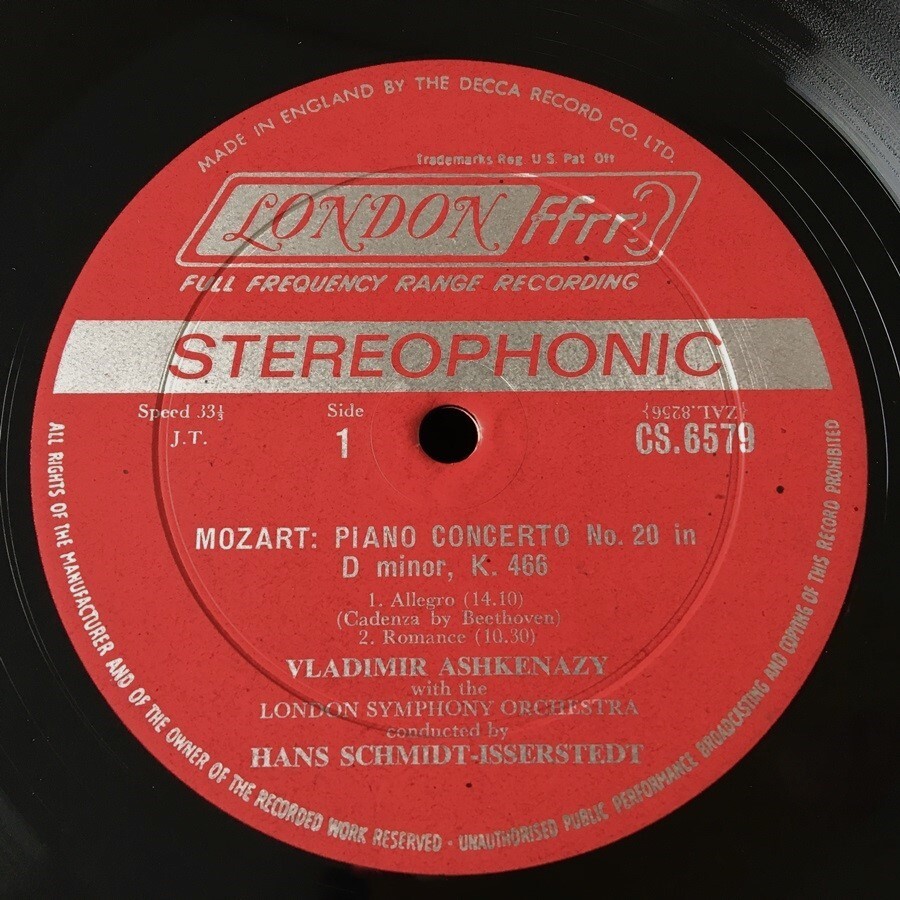 MADE IN ENGLAND BY THE DECCA RECORD CO. LTD.
Trademarks Reg U.S. Pat Off
LONDON ffrr
FULL FREQUENCY RANGE RECORDING
STEREOPHONIC
Speed 33⅓ Side {ZAL.8256}
J.T. 1 CS.6579
MOZART: PIANO CONCERTO No. 20 in
D minor, K. 466
1. Allegro (14.10)
(Cadenza by Beethoven)
2. Romance (10.30)
VLADIMIR ASHKENAZY
with the
LONDON SYMPHONY ORCHESTRA
conducted by
HANS SCHMIDT-ISSERSTEDT
ALL RIGHTS OF THE MANUFACTURER AND OF THE OWNER OF THE RECORDED WORK RESERVED · UNAUTHORISED PUBLIC PERFORMANCE BROADCASTING AND COPYING OF THIS RECORD PROHIBITED